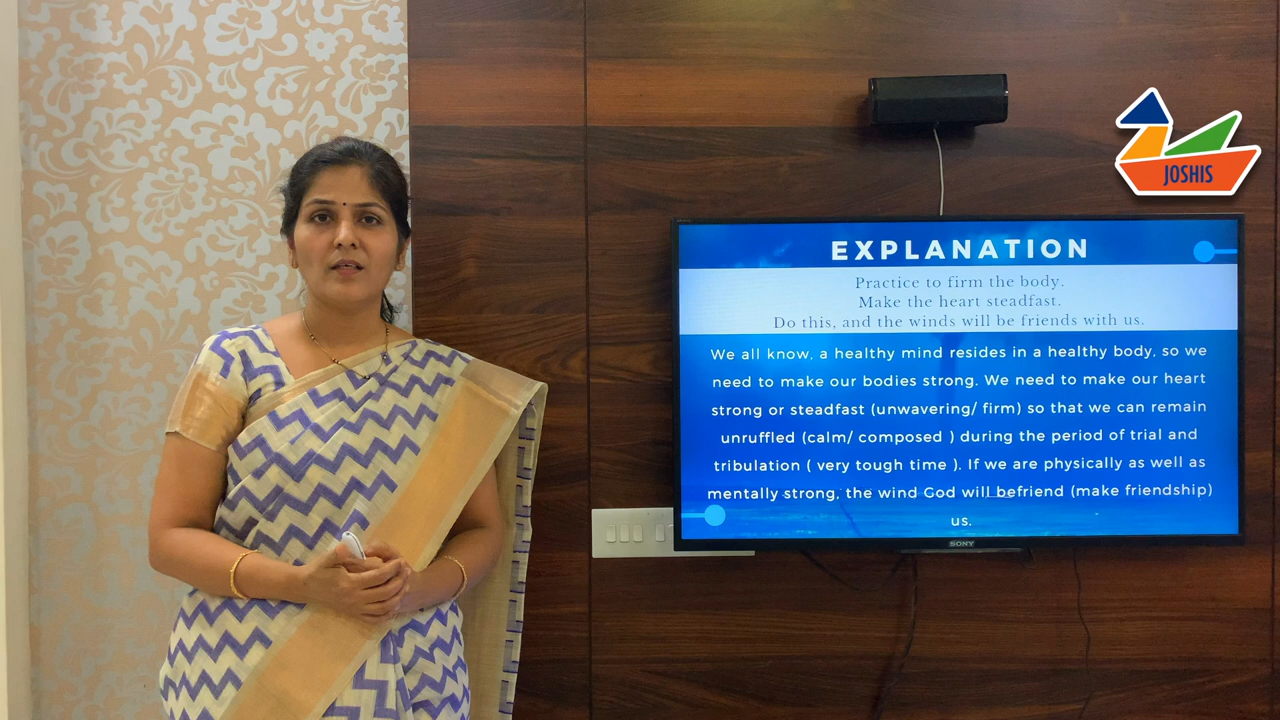 JOSHIS
EXPLANATION
Practice to firm the body.
Make the heart steadfast.
Do this, and the winds will be friends with us.
We all know, a healthy mind resides in a healthy body, so we
need to make our bodies strong. We need to make our heart
strong or steadfast (unwavering/ firm) so that we can remain
unruffled (calm/ composed ) during the period of trial and
tribulation ( very tough time ). If we are physically as well as
mentally strong, the wind God will befriend (make friendship)
us.
SONY